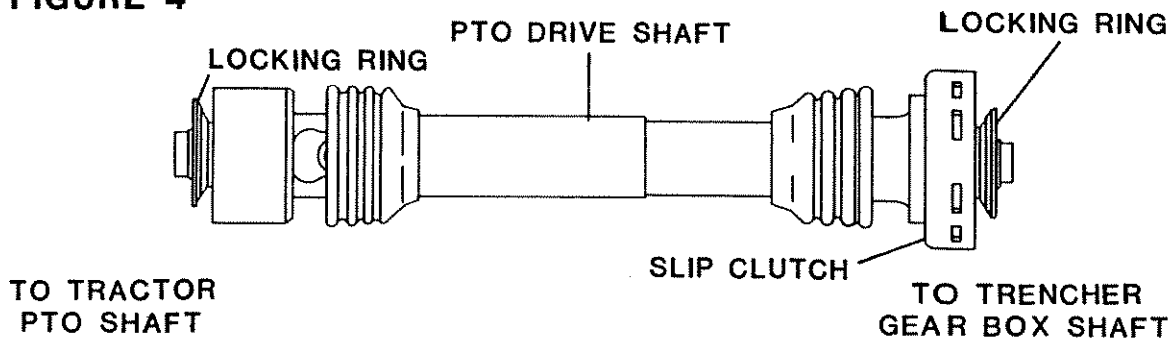 FIGURE 4
LOCKING RING
PTO DRIVE SHAFT
LOCKING RING
SLIP CLUTCH
TO TRACTOR
PTO SHAFT
TO TRENCHER
GEAR BOX SHAFT